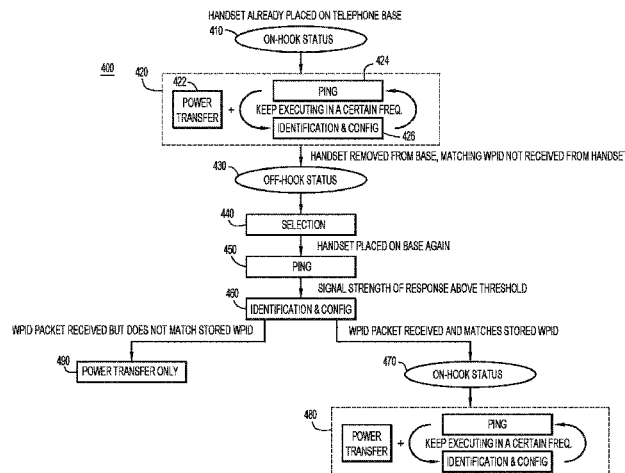 HANDSET ALREADY PLACED ON TELEPHONE BASE
410
ON-HOOK STATUS
400
420
422
424
POWER
TRANSFER
+
PING
KEEP EXECUTING IN A CERTAIN FREQ.
IDENTIFICATION & CONFIG
426
HANDSET REMOVED FROM BASE, MATCHING WPID NOT RECEIVED FROM HANDSET
430
OFF-HOOK STATUS
440
SELECTION
HANDSET PLACED ON BASE AGAIN
450
PING
SIGNAL STRENGTH OF RESPONSE ABOVE THRESHOLD
460
IDENTIFICATION & CONFIG
WPID PACKET RECEIVED BUT DOES NOT MATCH STORED WPID
WPID PACKET RECEIVED AND MATCHES STORED WPID
490
POWER TRANSFER ONLY
470
ON-HOOK STATUS
480
POWER
TRANSFER
+
PING
KEEP EXECUTING IN A CERTAIN FREQ.
IDENTIFICATION & CONFIG